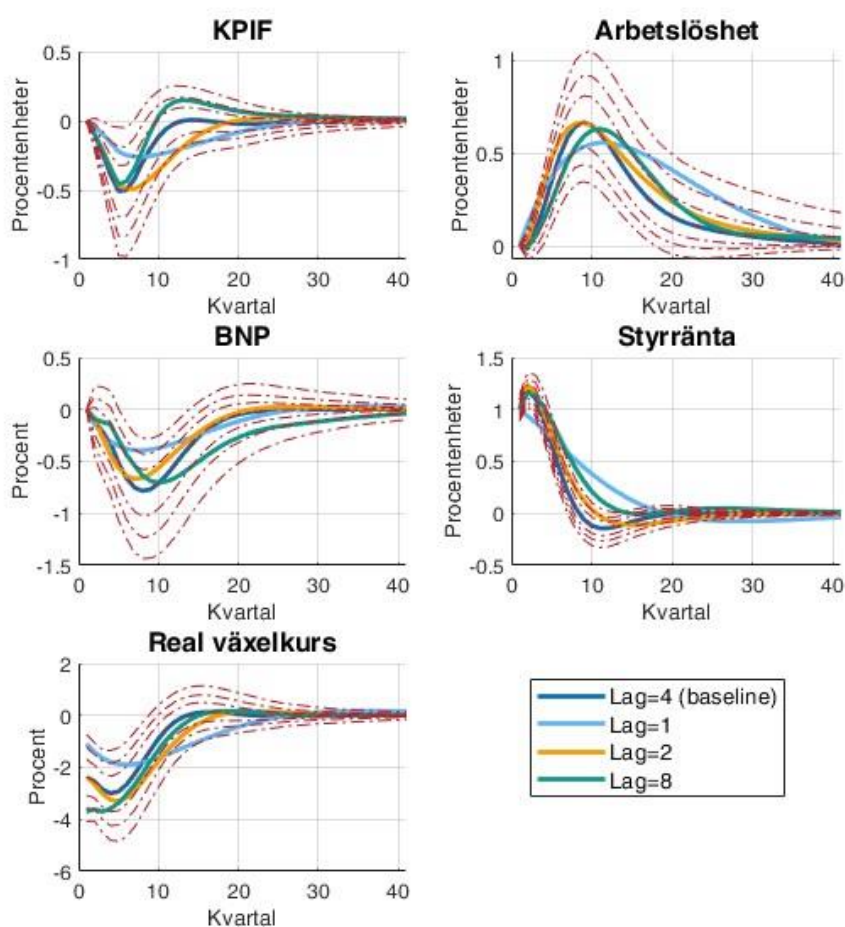 KPIF
Procentenheter
0.5
0
-0.5
-1
0 10 20 30 40
Kvartal
Arbetslöshet
Procentenheter
1
0.5
0
0 10 20 30 40
Kvartal
BNP
Procent
0.5
0
-0.5
-1
-1.5
0 10 20 30 40
Kvartal
Styrränta
Procentenheter
1.5
1
0.5
0
-0.5
0 10 20 30 40
Kvartal
Real växelkurs
Procent
2
0
-2
-4
-6
0 10 20 30 40
Kvartal
Lag=4 (baseline)
Lag=1
Lag=2
Lag=8